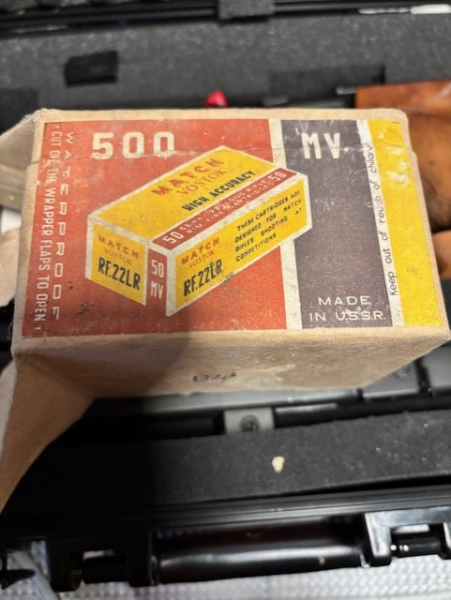 500
MV
WATERPROOF
CUT OFF THE WRAPPER FLAPS TO OPEN
MATCH
VOSTOK
HIGH ACCURACY
50
50
MATCH
VOSTOK
RF.22LR
50
MV
MATCH
VOSTOK
RF.22LR
THESE CARTRIDGES ARE
DESIGNED FOR MATCH
RIFLES SHOOTING AT
COMPETITIONS
Keep out of reach of
MADE
IN U.S.S.R.